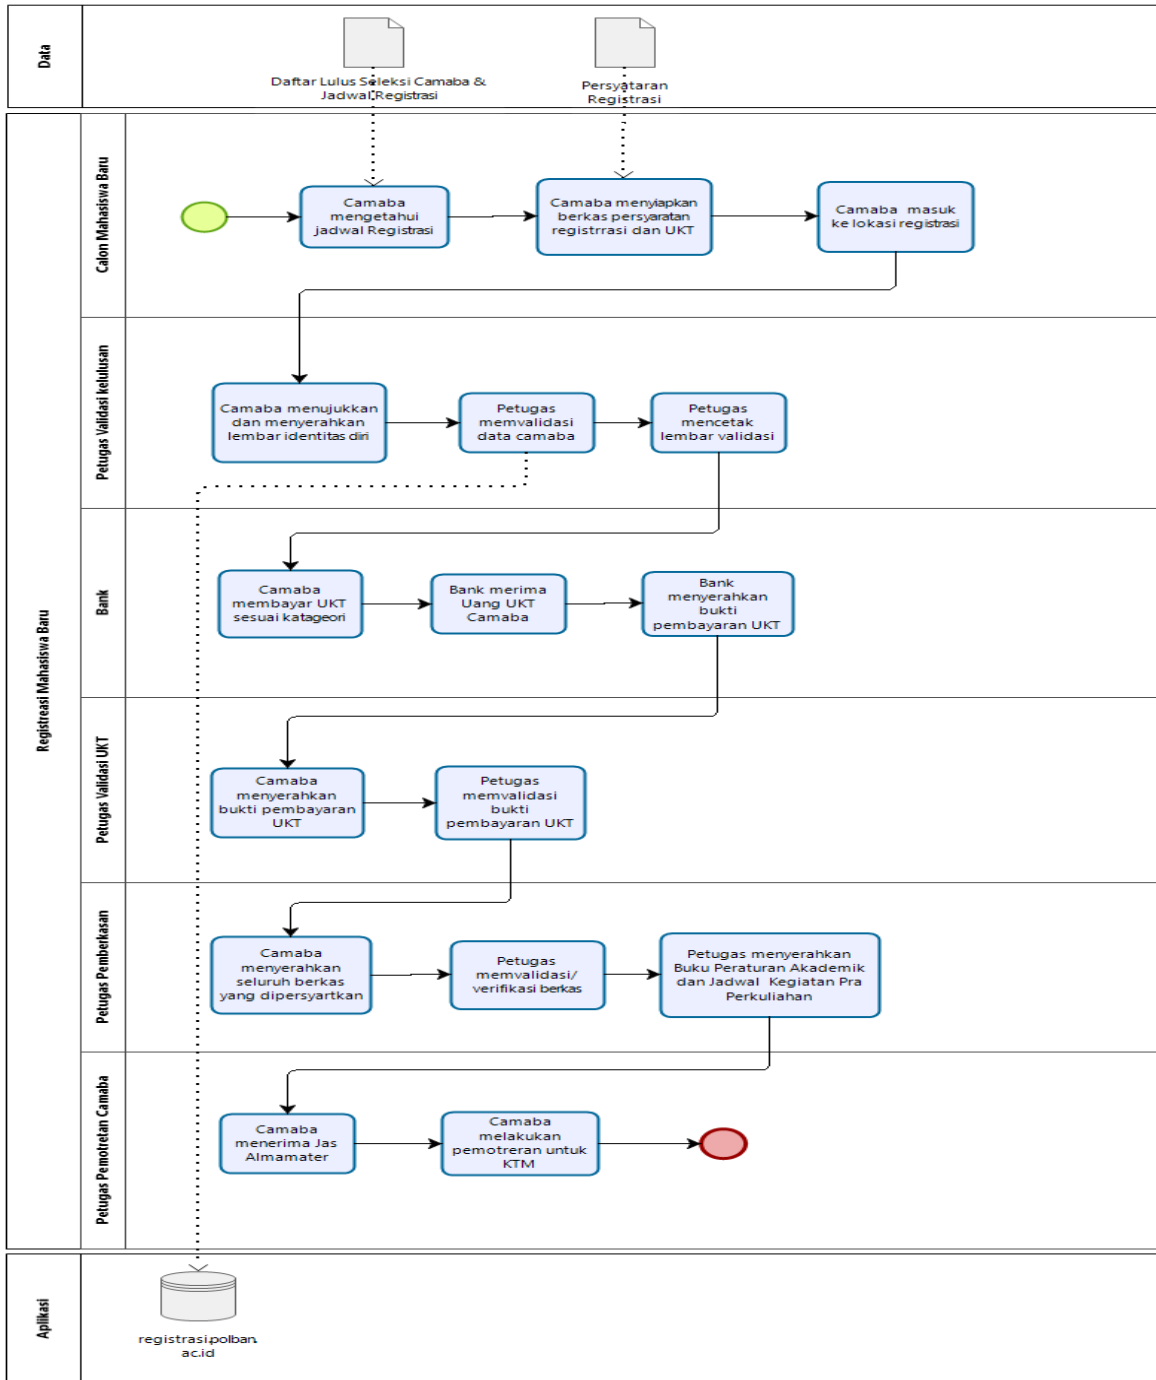 Data
Daftar Lulus Seleksi Camaba &
Jadwal Registrasi
Persyataran
Registrasi
Registreasi Mahasiswa Baru
Calon Mahasiswa Baru
Camaba
mengetahui
jadwal Registrasi
Camaba menyiapkan
berkas persyaratan
registrrasi dan UKT
Camaba masuk
ke lokasi registrasi
Petugas Validasi kelulusan
Camaba menujukkan
dan menyerahkan
lembar identitas diri
Petugas
memvalidasi
data camaba
Petugas
mencetak
lembar validasi
Bank
Camaba
membayar UKT
sesuai katageori
Bank merima
Uang UKT
Camaba
Bank
menyerahkan
bukti
pembayaran UKT
Petugas Validasi UKT
Camaba
menyerahkan
bukti pembayaran
UKT
Petugas
memvalidasi
bukti
pembayaran UKT
Petugas Pemberkasan
Camaba
menyerahkan
seluruh berkas
yang dipersyartkan
Petugas
memvalidasi/
verifikasi berkas
Petugas menyerahkan
Buku Peraturan Akademik
dan Jadwal Kegiatan Pra
Perkuliahan
Petugas Pemotretan Camaba
Camaba
menerima Jas
Almamater
Camaba
melakukan
pemotreran untuk
KTM
Aplikasi
registrasi.polban.
ac.id